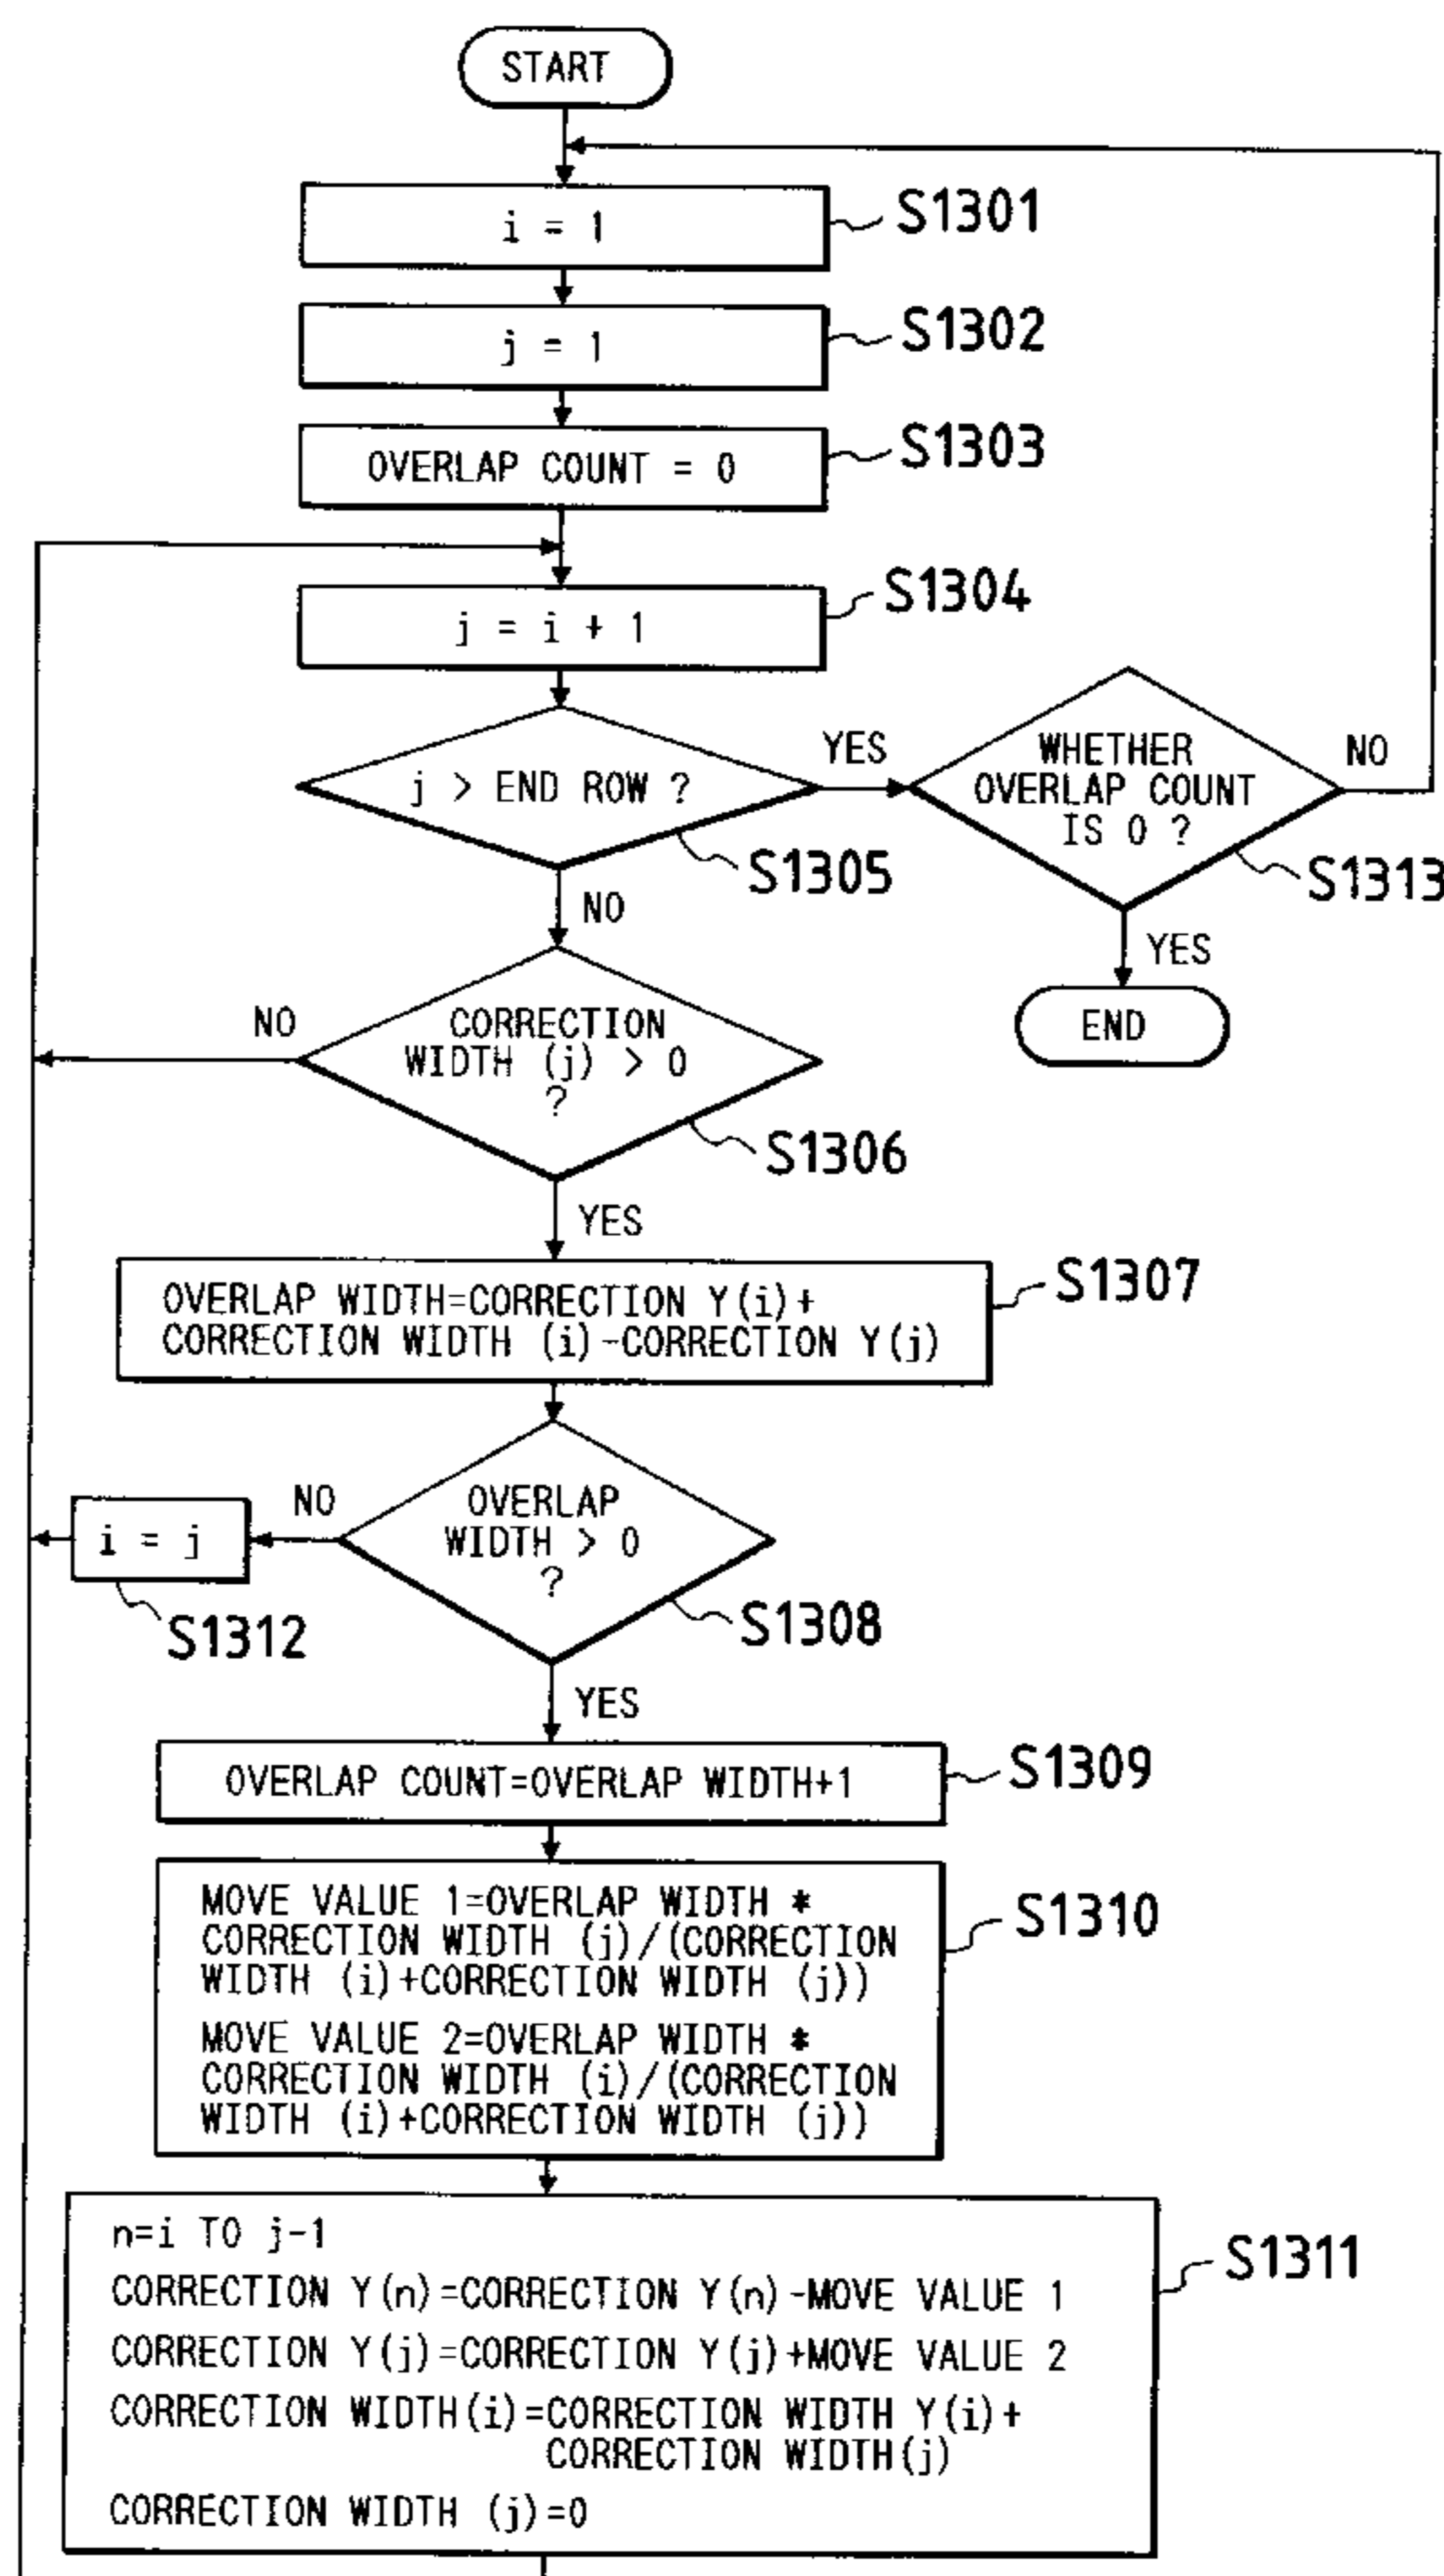 START
i = 1
S1301
j = 1
S1302
OVERLAP COUNT = 0
S1303
j = i + 1
S1304
j > END ROW ?
S1305
YES
NO
WHETHER
OVERLAP COUNT
IS 0 ?
S1313
NO
YES
END
CORRECTION
WIDTH (j) > 0
?
S1306
NO
YES
OVERLAP WIDTH=CORRECTION Y(i)+
CORRECTION WIDTH (i)-CORRECTION Y(j)
S1307
OVERLAP
WIDTH > 0
?
S1308
NO
i = j
S1312
YES
OVERLAP COUNT=OVERLAP WIDTH+1
S1309
MOVE VALUE 1=OVERLAP WIDTH *
CORRECTION WIDTH (j)/(CORRECTION
WIDTH (i)+CORRECTION WIDTH (j))
MOVE VALUE 2=OVERLAP WIDTH *
CORRECTION WIDTH (i)/(CORRECTION
WIDTH (i)+CORRECTION WIDTH (j))
S1310
n=i TO j-1
CORRECTION Y(n)=CORRECTION Y(n)-MOVE VALUE 1
CORRECTION Y(j)=CORRECTION Y(j)+MOVE VALUE 2
CORRECTION WIDTH(i)=CORRECTION WIDTH Y(i)+
CORRECTION WIDTH(j)
CORRECTION WIDTH (j)=0
S1311